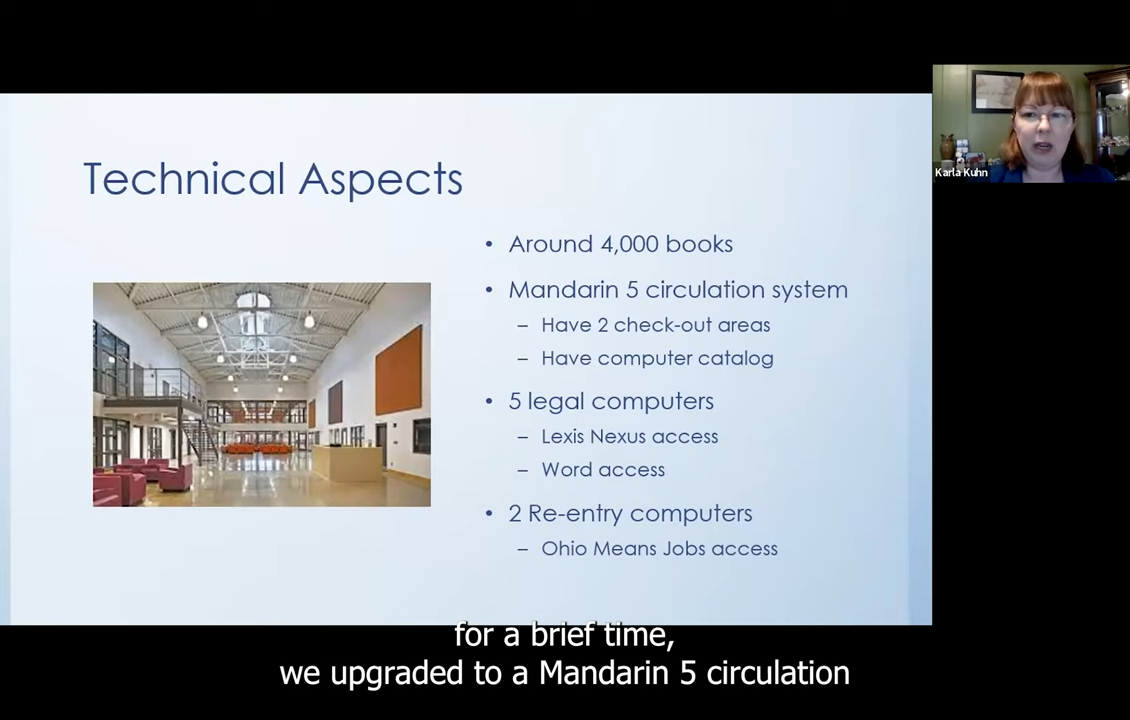 Technical Aspects
• Around 4,000 books
• Mandarin 5 circulation system
– Have 2 check-out areas
– Have computer catalog
• 5 legal computers
– Lexis Nexus access
– Word access
• 2 Re-entry computers
– Ohio Means Jobs access
Karla Kuhn
for a brief time,
we upgraded to a Mandarin 5 circulation